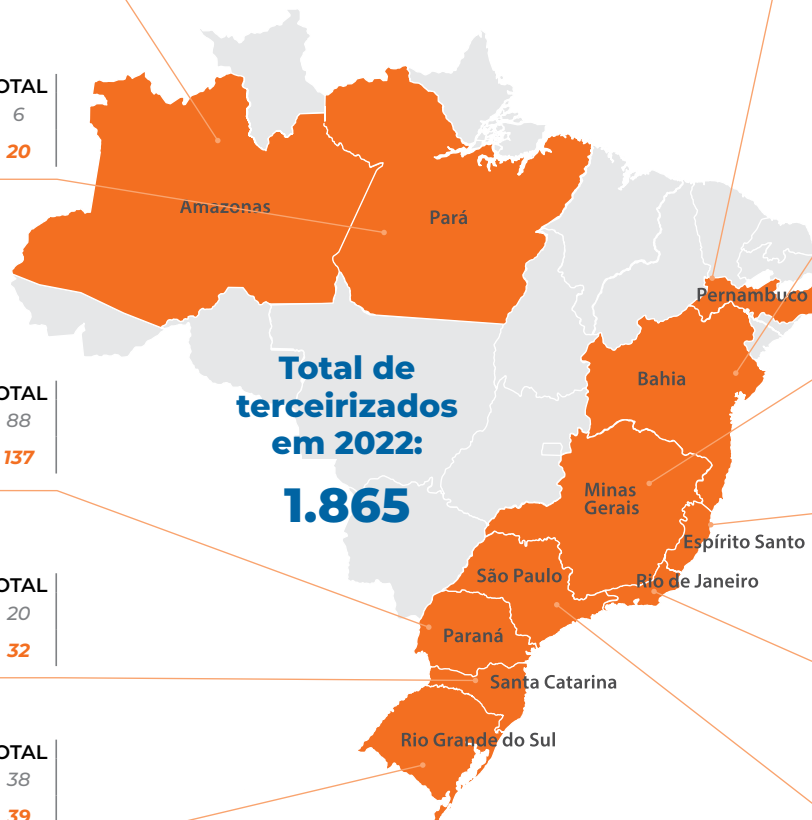 OTAL
6
20
Amazonas
Pará
Pernambuco
Total de
terceirizados
em 2022:
1.865
Bahia
OTAL
88
137
Minas
Gerais
Espírito Santo
São Paulo
Rio de Janeiro
OTAL
20
32
Paraná
Santa Catarina
Rio Grande do Sul
OTAL
38
39